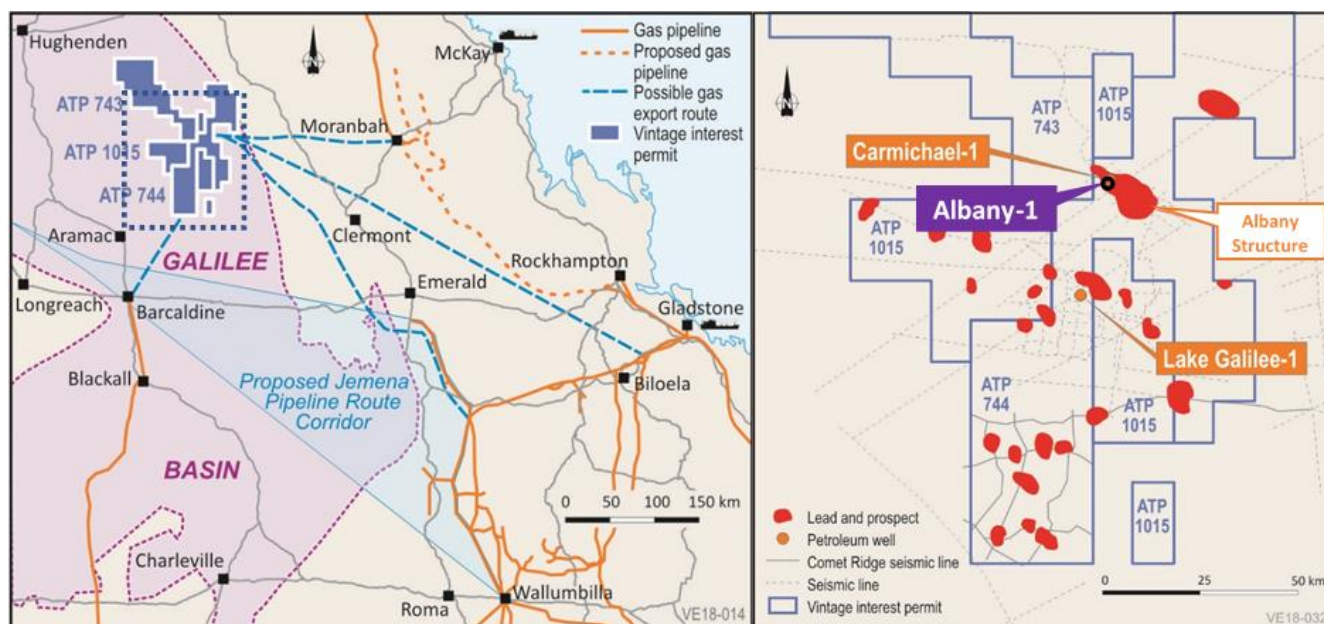 Hughenden
N
McKay
Gas pipeline
Proposed gas
pipeline
Possible gas
export route
Vintage interest
permit
ATP 743
Moranbah
ATP 1015
ATP 744
Clermont
Aramac
GALILEE
Rockhampton
Emerald
Longreach
Barcaldine
Gladstone
Blackall
Proposed Jemena
Pipeline Route
Corridor
Biloela
BASIN
0 50 100 150 km
Charleville
Roma
Wallumbilla
VE18-014
N
ATP
743
ATP
1015
Carmichael-1
Albany-1
Albany
Structure
ATP
1015
Lake Galilee-1
ATP
744
ATP
1015
ATP
1015
Lead and prospect
Petroleum well
Comet Ridge seismic line
Seismic line
Vintage interest permit
0 25 50 km
VE18-032